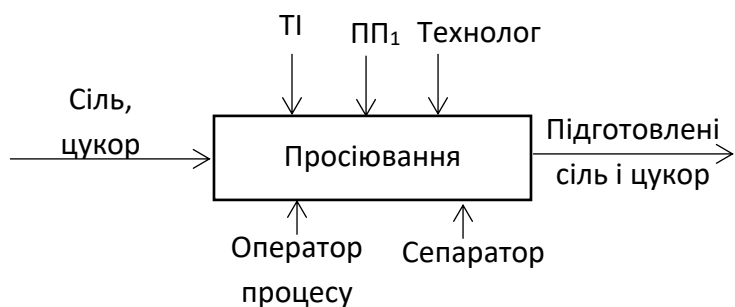 ТІ ПП₁ Технолог
Сіль,
цукор
Просіювання
Підготовлені
сіль і цукор
Оператор
процесу
Сепаратор